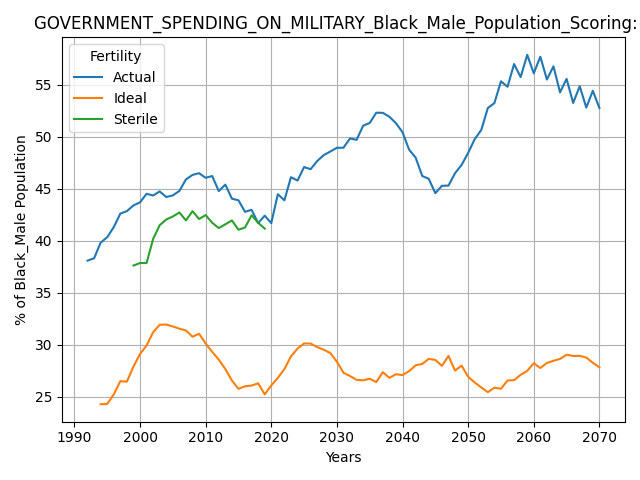 GOVERNMENT_SPENDING_ON_MILITARY_Black_Male_Population_Scoring:
Fertility
Actual
Ideal
Sterile
% of Black_Male Population
55
50
45
40
35
30
25
1990 2000 2010 2020 2030 2040 2050 2060 2070
Years